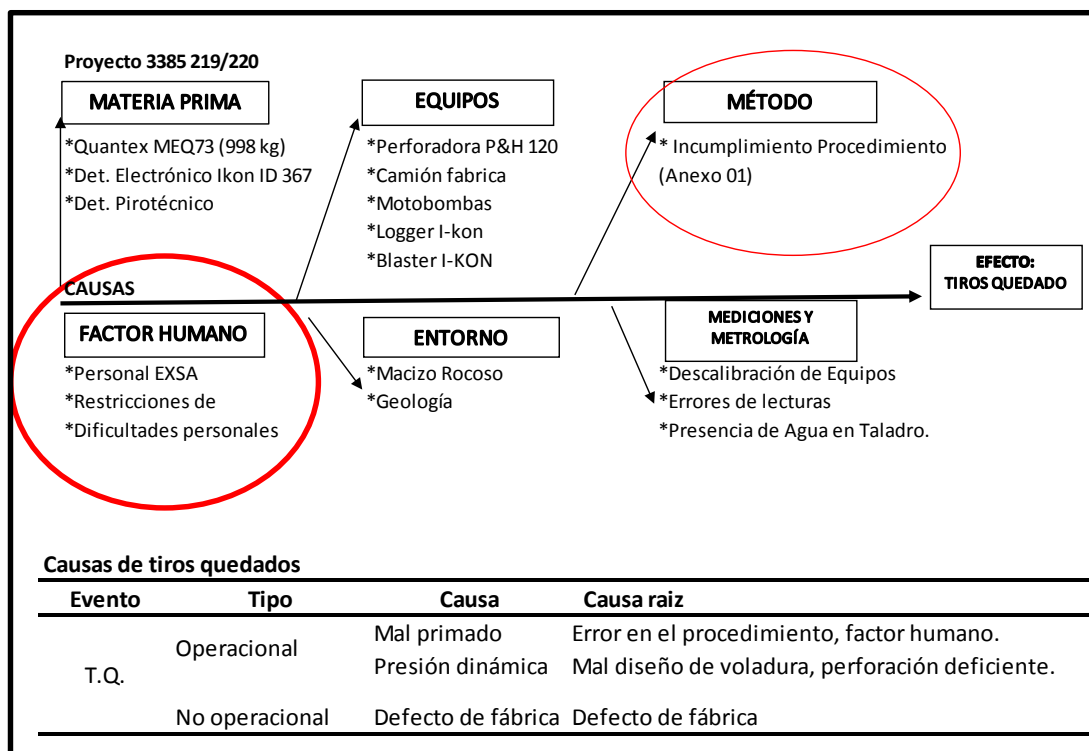 Proyecto 3385 219/220
MATERIA PRIMA
*Quantex MEQ73 (998 kg)
*Det. Electrónico Ikon ID 367
*Det. Pirotécnico
EQUIPOS
*Perforadora P&H 120
*Camión fabrica
*Motobombas
*Logger I-kon
*Blaster I-KON
MÉTODO
* Incumplimiento Procedimiento
(Anexo 01)
CAUSAS
EFECTO:
TIROS QUEDADO
FACTOR HUMANO
*Personal EXSA
*Restricciones de
*Dificultades personales
ENTORNO
*Macizo Rocoso
*Geología
MEDICIONES Y
METROLOGÍA
*Descalibración de Equipos
*Errores de lecturas
*Presencia de Agua en Taladro.
Causas de tiros quedados
Evento Tipo Causa Causa raiz
Mal primado Error en el procedimiento, factor humano.
Operacional
Presión dinámica Mal diseño de voladura, perforación deficiente.
T.Q.
No operacional Defecto de fábrica Defecto de fábrica